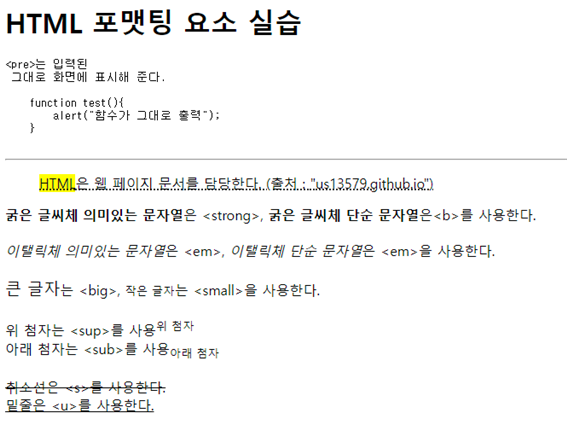 HTML 포맷팅 요소 실습
<pre>는 입력된
 그대로 화면에 표시해 준다.
   function test(){
      alert("함수가 그대로 출력");
   }
HTML은 웹 페이지 문서를 담당한다. (출처 : "us13579.github.io")
굵은 글씨체 의미있는 문자열은 <strong>, 굵은 글씨체 단순 문자열은<b>를 사용한다.
이탤릭체 의미있는 문자열은 <em>, 이탤릭체 단순 문자열은 <em>을 사용한다.
큰 글자는 <big>, 작은 글자는 <small>을 사용한다.
위 첨자는 <sup>를 사용위 첨자
아래 첨자는 <sub>를 사용아래 첨자
취소선은 <s>를 사용한다.
밑줄은 <u>를 사용한다.